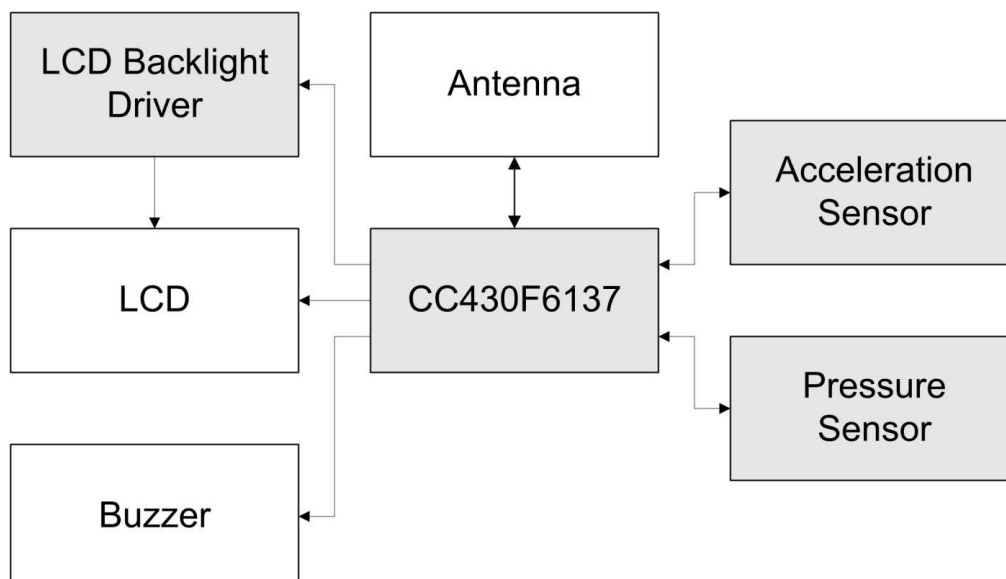 LCD Backlight
Driver
Antenna
Acceleration
Sensor
LCD
CC430F6137
Pressure
Sensor
Buzzer